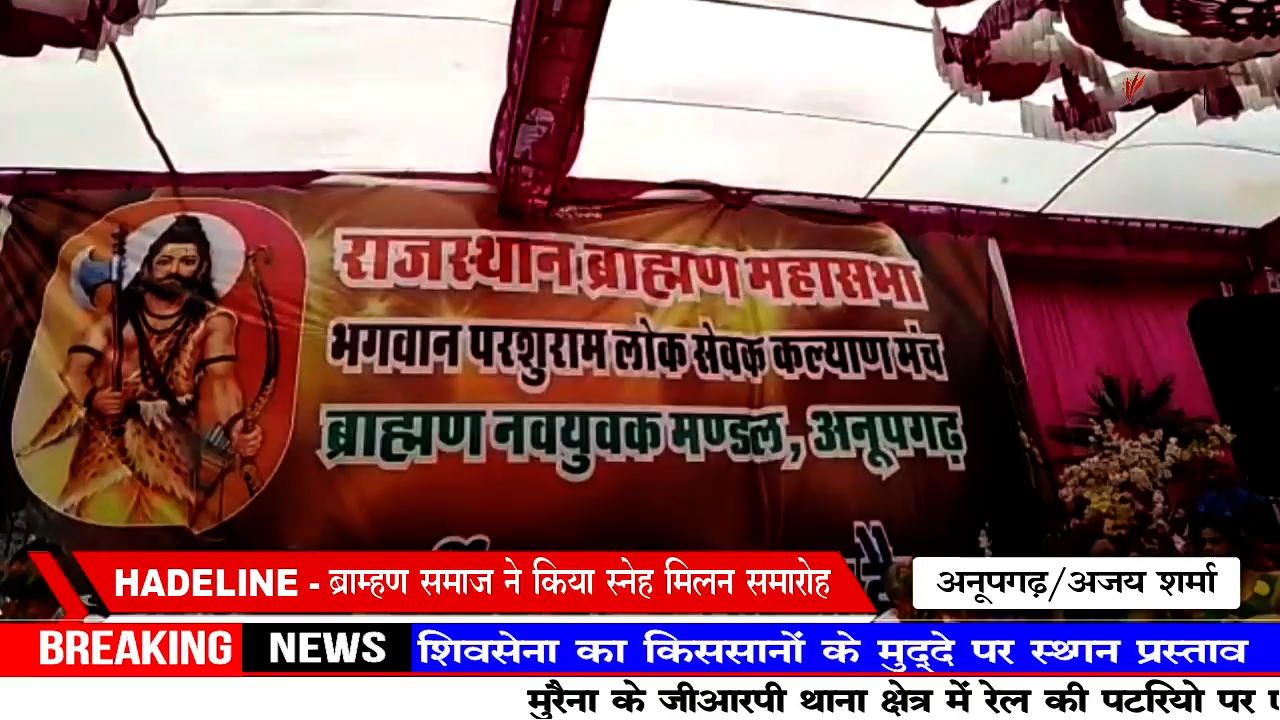 राजस्थान ब्राह्मण महासभा
भगवान परशुराम लोक सेवक कल्याण मंच
ब्राह्मण नवयुवक मण्डल, अनूपगढ़
HADELINE - ब्राम्हण समाज ने किया स्नेह मिलन समारोह
अनूपगढ़/अजय शर्मा
BREAKING NEWS शिवसेना का किससानों के मुद्दे पर स्थगन प्रस्ताव
मुरैना के जीआरपी थाना क्षेत्र में रेल की पटरियो पर